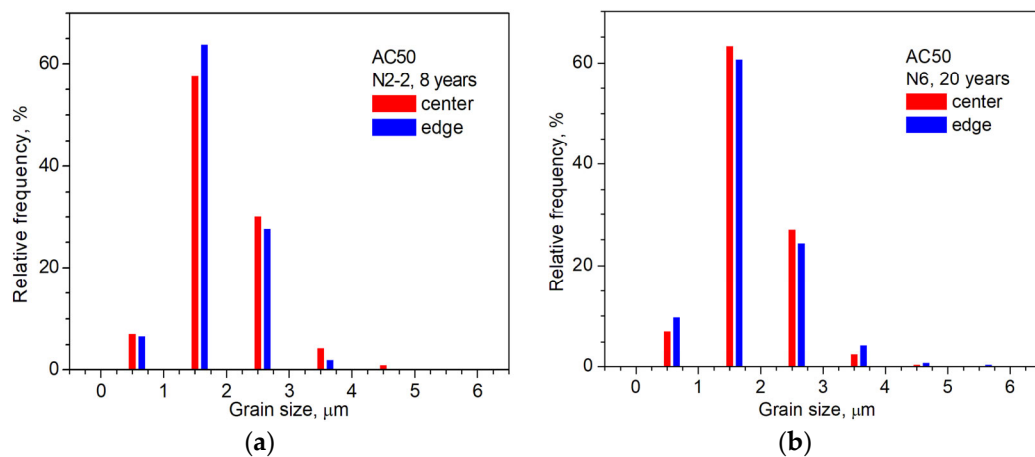 AC50
N2-2, 8 years
center
edge
Relative frequency, %
60
40
20
0
0 1 2 3 4 5 6
Grain size, μm
(a)
AC50
N6, 20 years
center
edge
Relative frequency, %
60
40
20
0
0 1 2 3 4 5 6
Grain size, μm
(b)